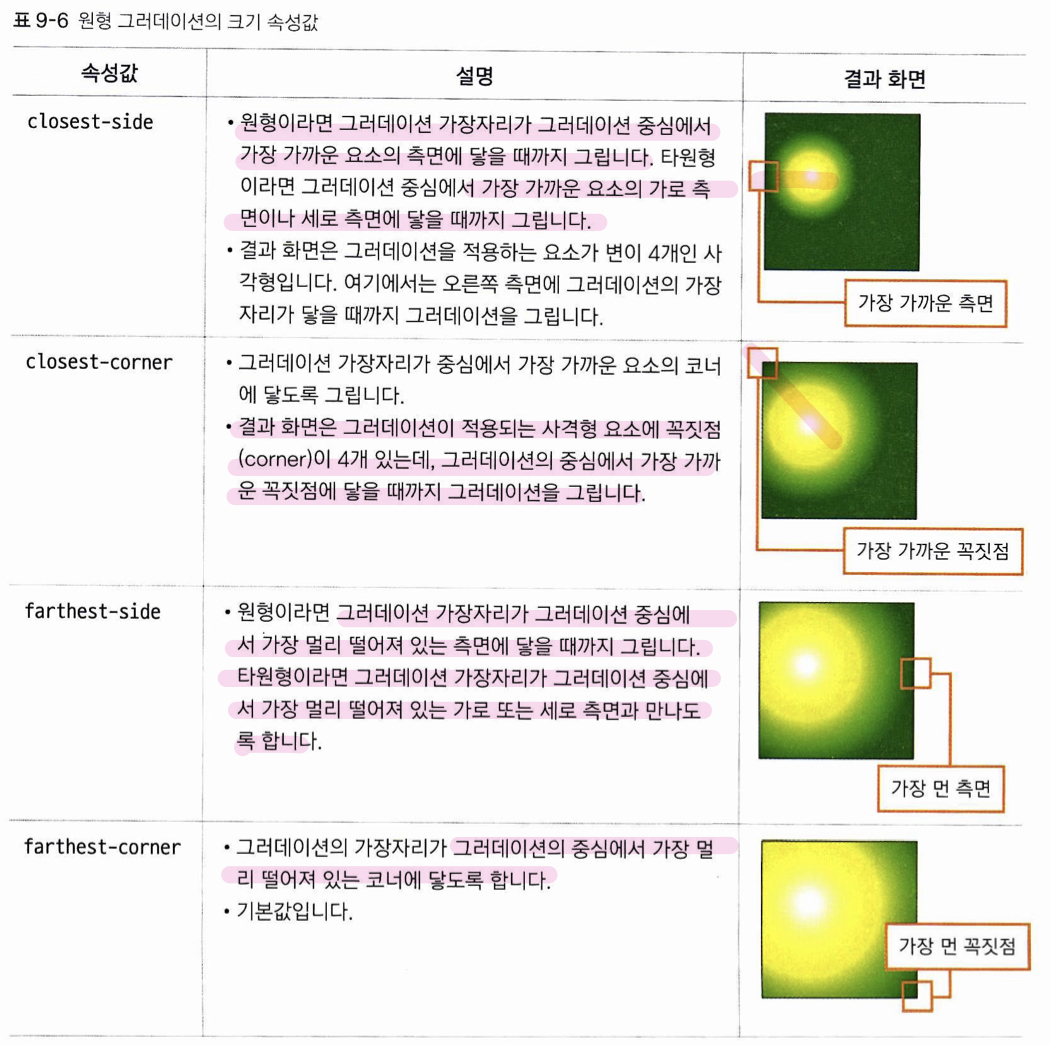 표 9-6 원형 그러데이션의 크기 속성값
속성값
설명
결과 화면
closest-side
• 원형이라면 그러데이션 가장자리가 그러데이션 중심에서
가장 가까운 요소의 측면에 닿을 때까지 그립니다. 타원형
이라면 그러데이션 중심에서 가장 가까운 요소의 가로 측
면이나 세로 측면에 닿을 때까지 그립니다.
• 결과 화면은 그러데이션을 적용하는 요소가 변이 4개인 사
각형입니다. 여기에서는 오른쪽 측면에 그러데이션의 가장
자리가 닿을 때까지 그러데이션을 그립니다.
가장 가까운 측면
closest-corner
• 그러데이션 가장자리가 중심에서 가장 가까운 요소의 코너
에 닿도록 그립니다.
• 결과 화면은 그러데이션이 적용되는 사격형 요소에 꼭짓점
(corner)이 4개 있는데, 그러데이션의 중심에서 가장 가까
운 꼭짓점에 닿을 때까지 그러데이션을 그립니다.
가장 가까운 꼭짓점
farthest-side
• 원형이라면 그러데이션 가장자리가 그러데이션 중심에
서 가장 멀리 떨어져 있는 측면에 닿을 때까지 그립니다.
타원형이라면 그러데이션 가장자리가 그러데이션 중심에
서 가장 멀리 떨어져 있는 가로 또는 세로 측면과 만나도
록 합니다.
가장 먼 측면
farthest-corner
• 그러데이션의 가장자리가 그러데이션의 중심에서 가장 멀
리 떨어져 있는 코너에 닿도록 합니다.
• 기본값입니다.
가장 먼 꼭짓점